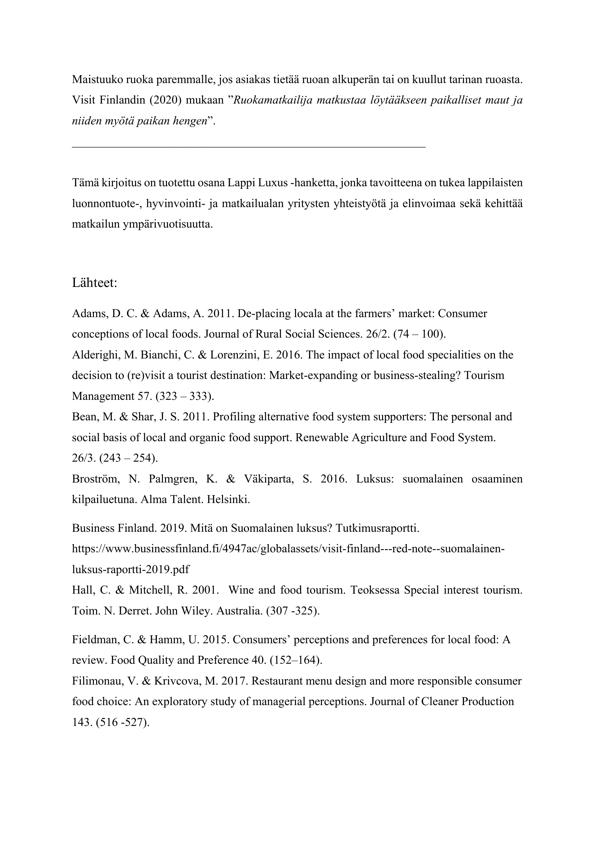 Maistuuko ruoka paremmalle, jos asiakas tietää ruoan alkuperän tai on kuullut tarinan ruoasta.
Visit Finlandin (2020) mukaan ”Ruokamatkailija matkustaa löytääkseen paikalliset maut ja
niiden myötä paikan hengen”.
Tämä kirjoitus on tuotettu osana Lappi Luxus -hanketta, jonka tavoitteena on tukea lappilaisten
luonnontuote-, hyvinvointi- ja matkailualan yritysten yhteistyötä ja elinvoimaa sekä kehittää
matkailun ympärivuotisuutta.
Lähteet:
Adams, D. C. & Adams, A. 2011. De-placing locala at the farmers’ market: Consumer
conceptions of local foods. Journal of Rural Social Sciences. 26/2. (74 – 100).
Alderighi, M. Bianchi, C. & Lorenzini, E. 2016. The impact of local food specialities on the
decision to (re)visit a tourist destination: Market-expanding or business-stealing? Tourism
Management 57. (323 – 333).
Bean, M. & Shar, J. S. 2011. Profiling alternative food system supporters: The personal and
social basis of local and organic food support. Renewable Agriculture and Food System.
26/3. (243 – 254).
Broström, N. Palmgren, K. & Väkiparta, S. 2016. Luksus: suomalainen osaaminen
kilpailuetuna. Alma Talent. Helsinki.
Business Finland. 2019. Mitä on Suomalainen luksus? Tutkimusraportti.
https://www.businessfinland.fi/4947ac/globalassets/visit-finland---red-note--suomalainen-
luksus-raportti-2019.pdf
Hall, C. & Mitchell, R. 2001. Wine and food tourism. Teoksessa Special interest tourism.
Toim. N. Derret. John Wiley. Australia. (307 -325).
Fieldman, C. & Hamm, U. 2015. Consumers’ perceptions and preferences for local food: A
review. Food Quality and Preference 40. (152–164).
Filimonau, V. & Krivcova, M. 2017. Restaurant menu design and more responsible consumer
food choice: An exploratory study of managerial perceptions. Journal of Cleaner Production
143. (516 -527).